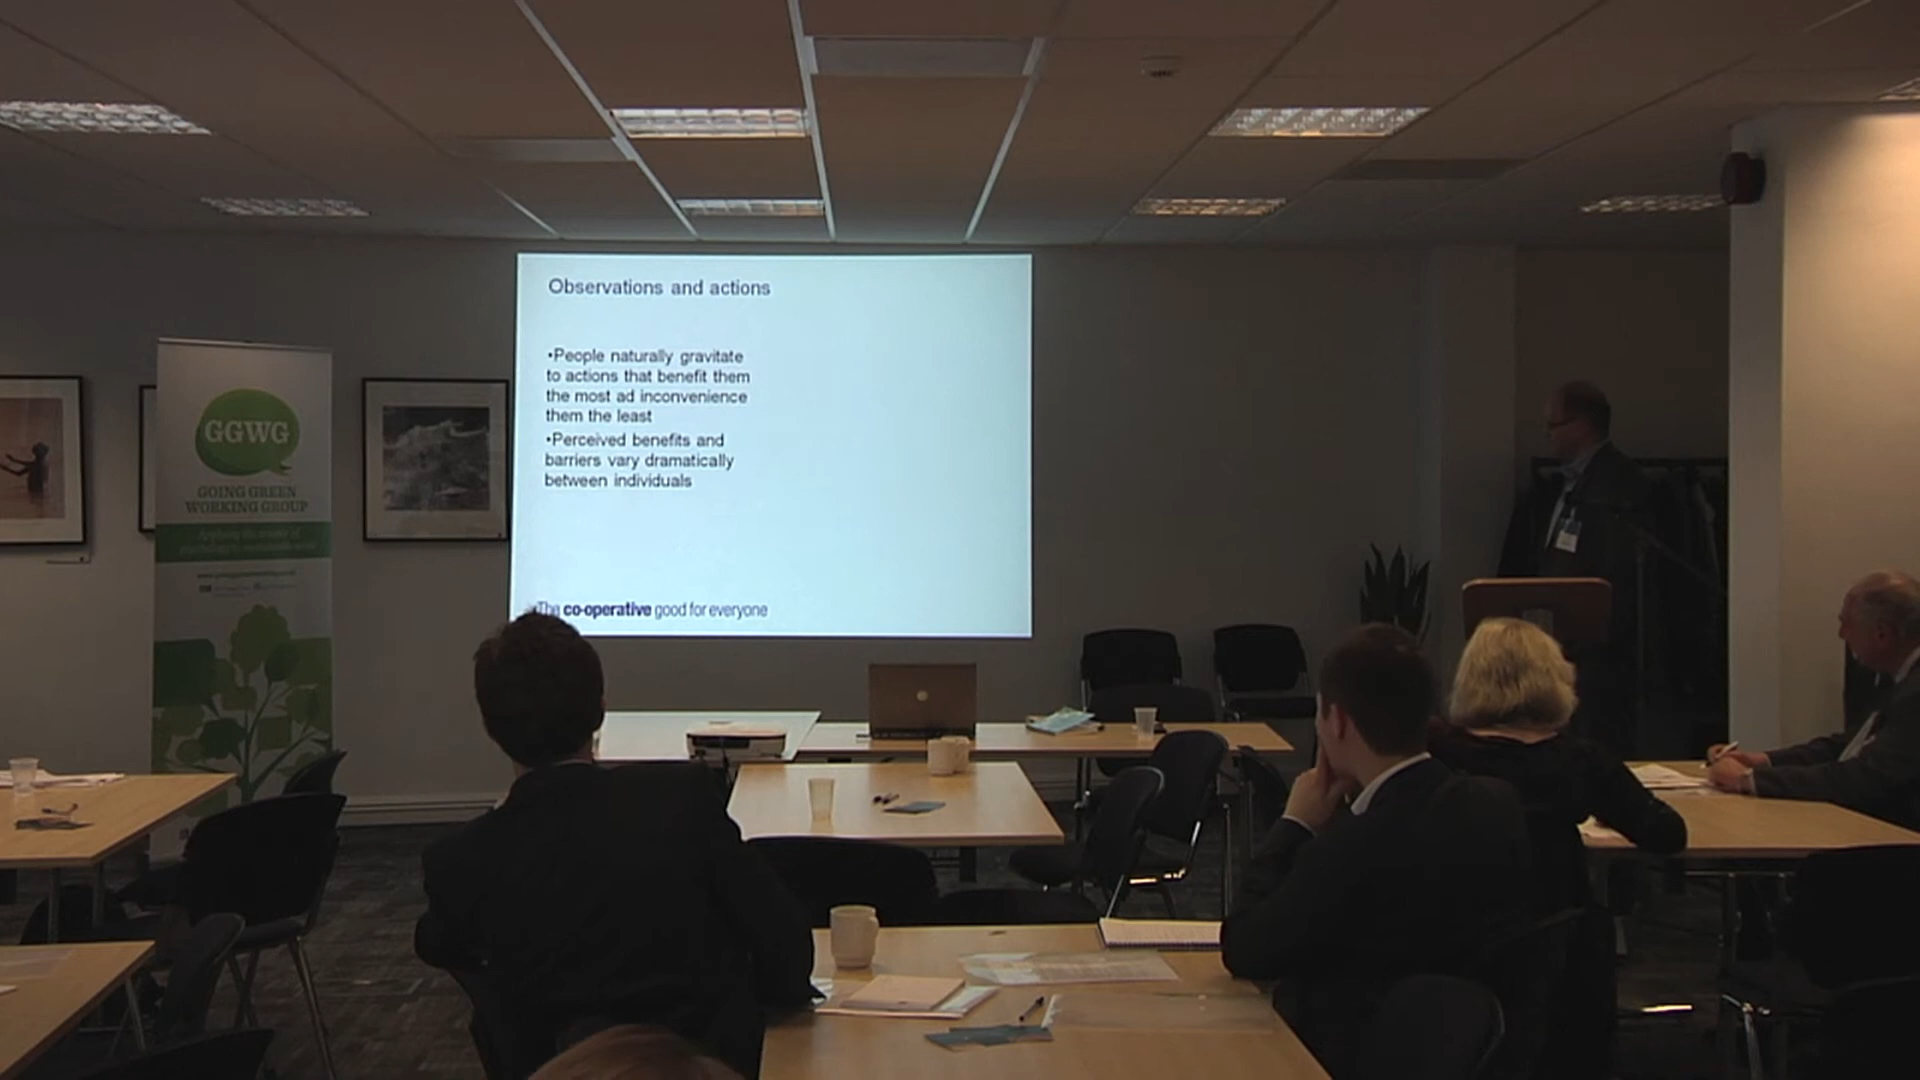 Observations and actions
•People naturally gravitate
to actions that benefit them
the most ad inconvenience
them the least
•Perceived benefits and
barriers vary dramatically
between individuals
The co-operative good for everyone
GGWG
GOING GREEN
WORKING GROUP